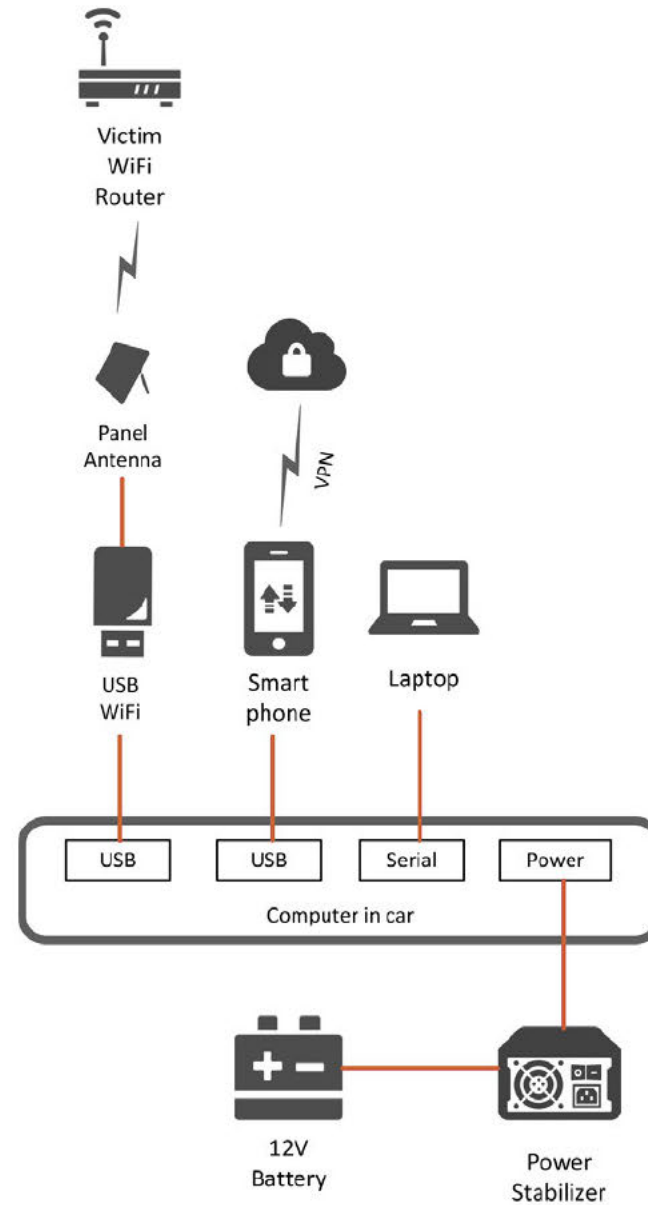 Victim
WiFi
Router
Panel
Antenna
VPN
USB
WiFi
Smart
phone
Laptop
USB
USB
Serial
Power
Computer in car
12V
Battery
Power
Stabilizer